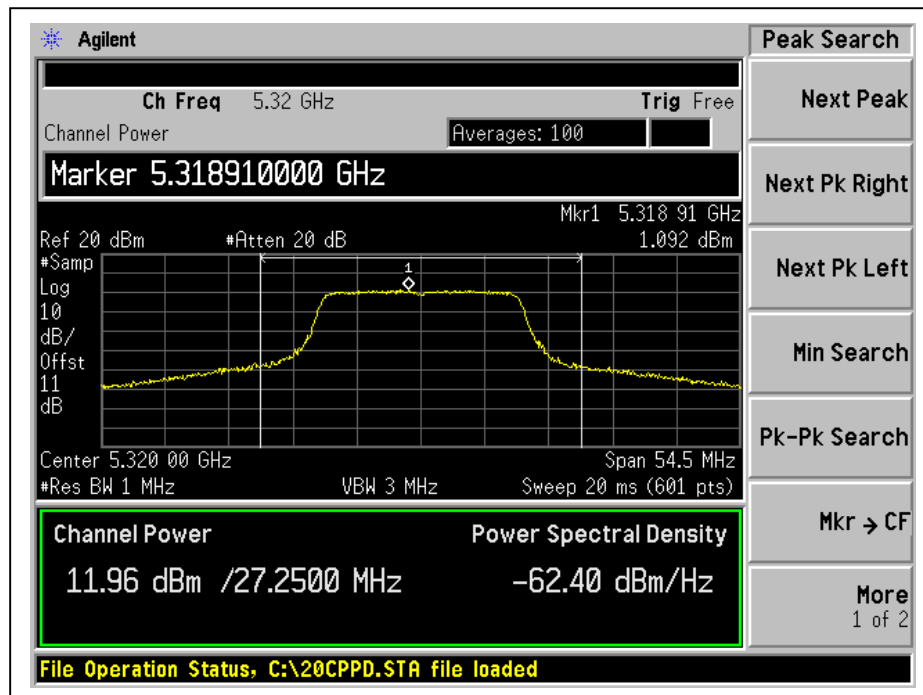 Agilent
Peak Search
Ch Freq 5.32 GHz Trig Free
Channel Power Averages: 100
Marker 5.318910000 GHz
Mkr1 5.318 91 GHz
Ref 20 dBm #Atten 20 dB 1.092 dBm
#Samp
Log
10
dB/
Offst
11
dB
1
Center 5.320 00 GHz Span 54.5 MHz
#Res BW 1 MHz VBW 3 MHz Sweep 20 ms (601 pts)
Channel Power Power Spectral Density
11.96 dBm /27.2500 MHz -62.40 dBm/Hz
File Operation Status, C:\20CPPD.STA file loaded
Next Peak
Next Pk Right
Next Pk Left
Min Search
Pk-Pk Search
Mkr → CF
More
1 of 2